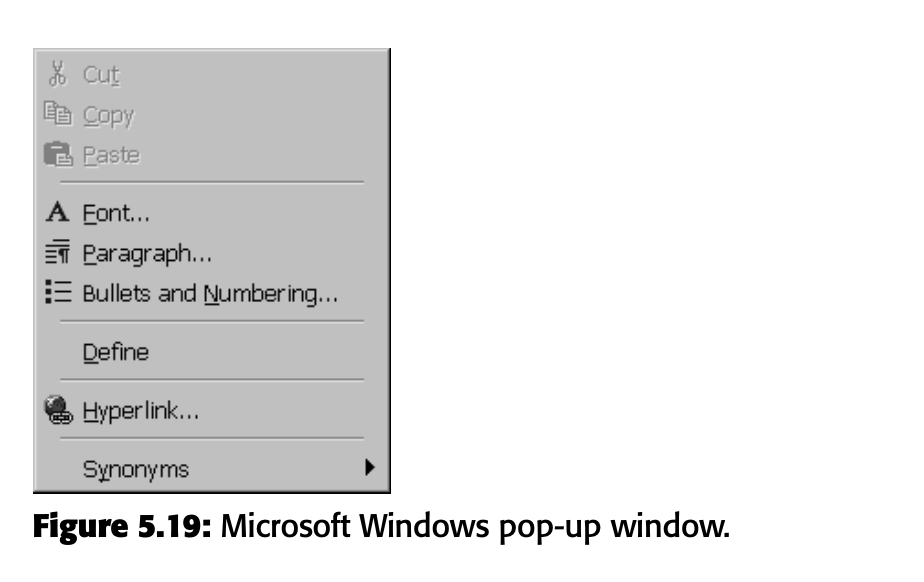 Cut
Copy
Paste
Font...
Paragraph...
Bullets and Numbering...
Define
Hyperlink...
Synonyms
Figure 5.19: Microsoft Windows pop-up window.